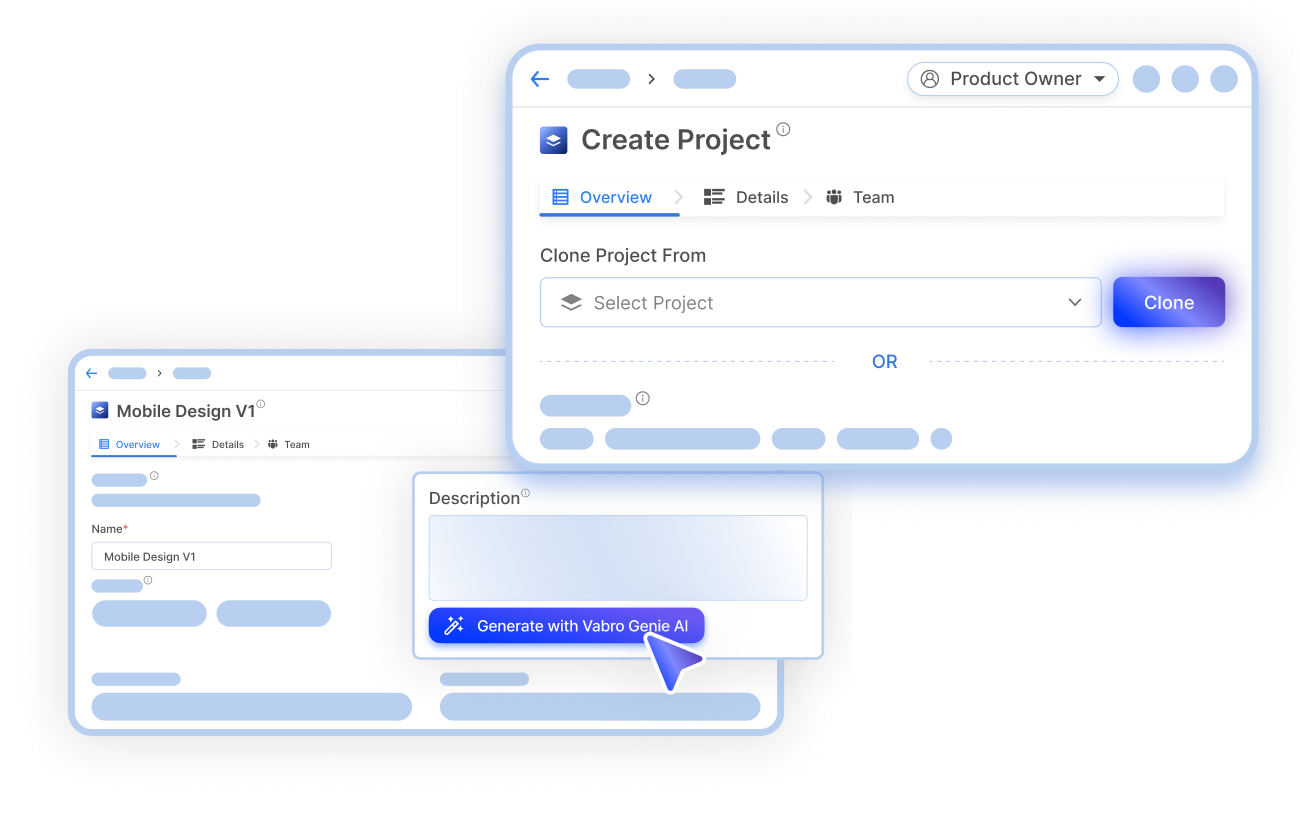 Product Owner
Create Project
Overview
Details
Team
Clone Project From
Select Project
Clone
OR
Mobile Design V1
Overview
Details
Team
Name*
Mobile Design V1
Description
Generate with Vabro Genie AI